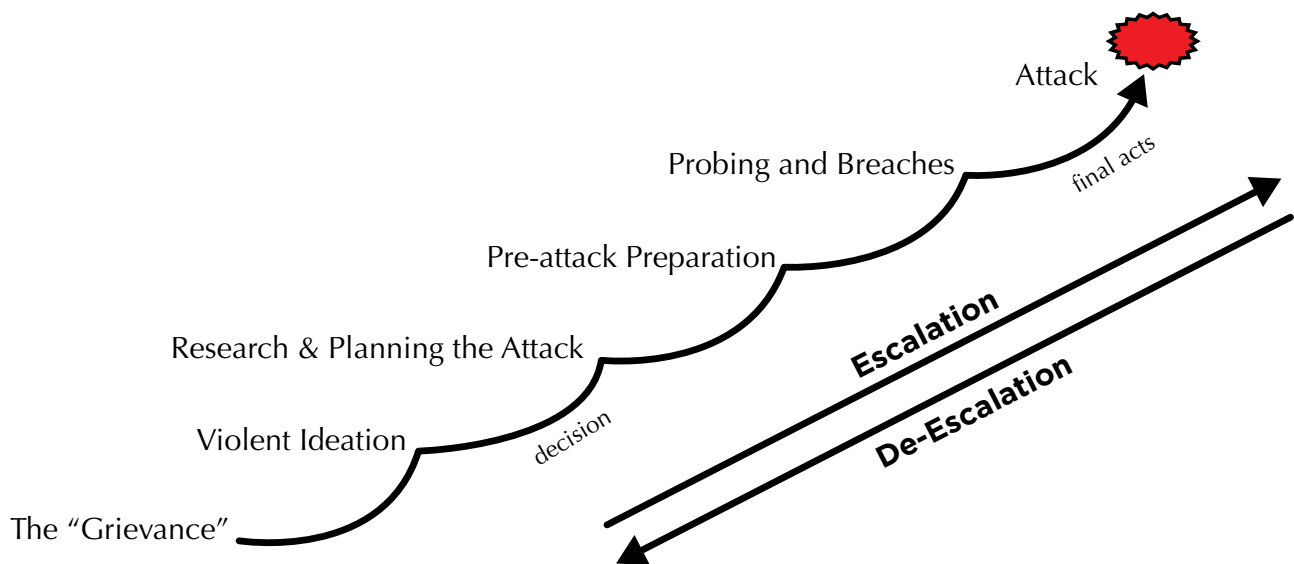 Attack
final acts
Probing and Breaches
Pre-attack Preparation
Escalation
Research & Planning the Attack
De-Escalation
decision
Violent Ideation
The “Grievance”